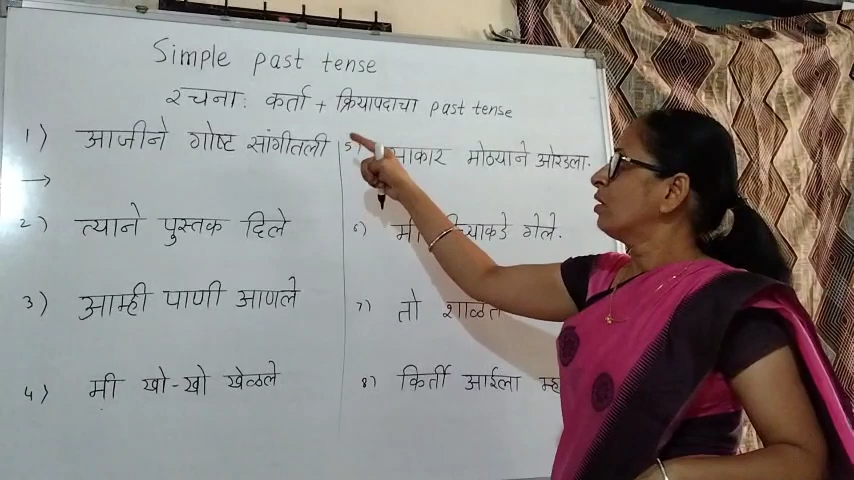 Simple past tense
रचना: कर्ता + क्रियापदाचा past tense
1) आजीने गोष्ट सांगीतली
→
2) त्याने पुस्तक दिले
3) आम्ही पाणी आणले
4) मी खो-खो खेळले
5) मोठ्याने ओरडला.
6) मी गेले.
7) तो
8) किर्ती आईला